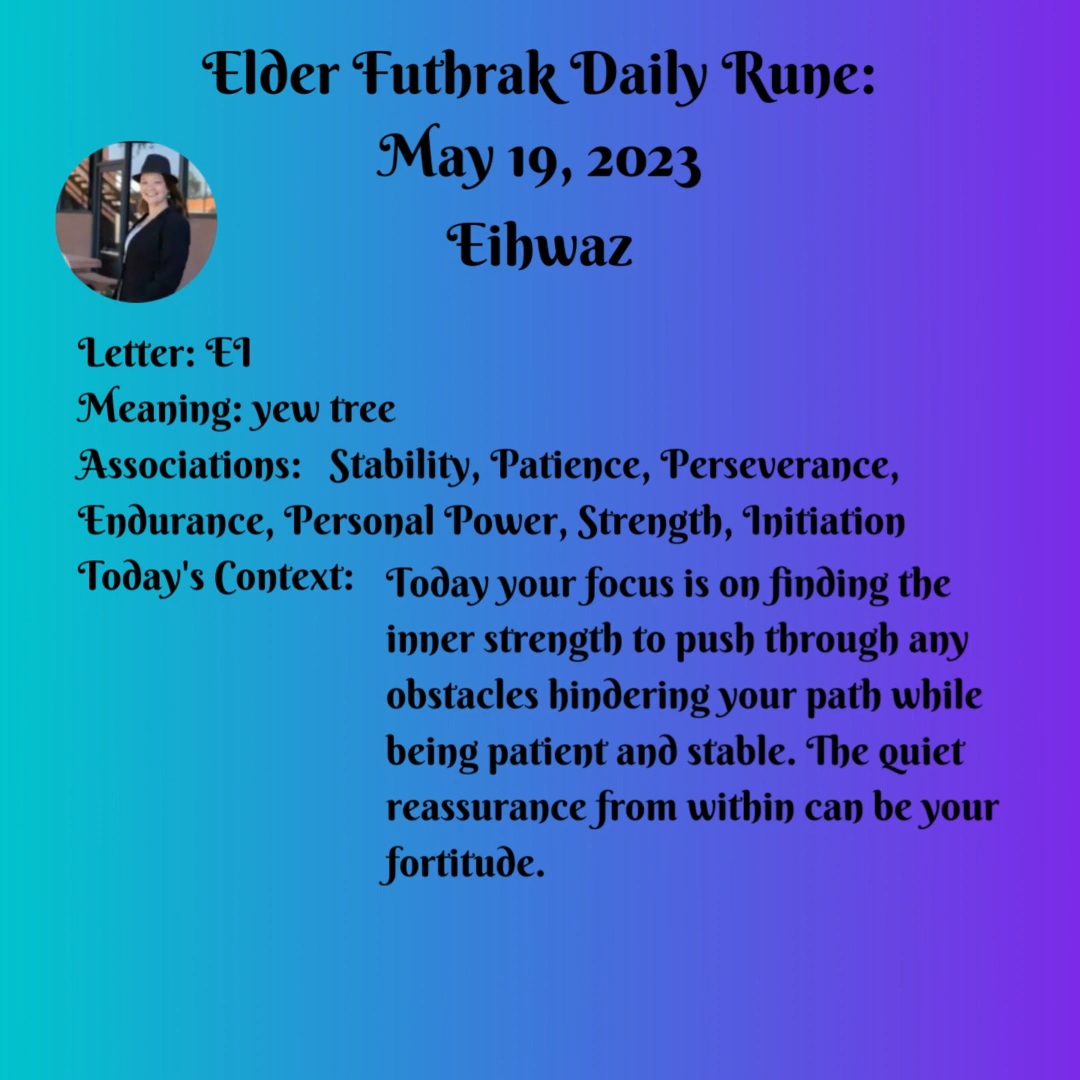 Elder Futhrak Daily Rune:
May 19, 2023
Eihwaz
Letter: EI
Meaning: yew tree
Associations: Stability, Patience, Perseverance,
Endurance, Personal Power, Strength, Initiation
Today's Context: Today your focus is on finding the
inner strength to push through any
obstacles hindering your path while
being patient and stable. The quiet
reassurance from within can be your
fortitude.